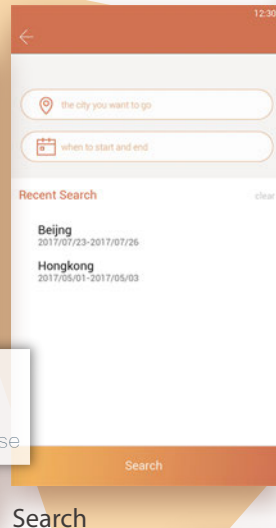 12:30
the city you want to go
when to start and end
Recent Search
clear
Beijng
2017/07/23-2017/07/26
Hongkong
2017/05/01-2017/05/03
se
Search
Search